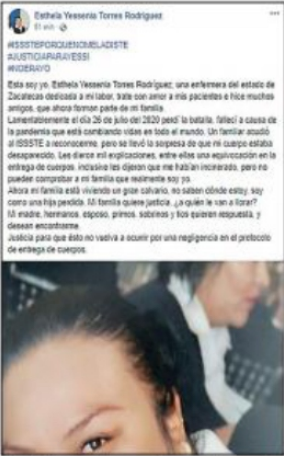 Esthela Yessenia Torres Rodríguez
#ISSSTEPORQUENOMELADISTE
#JUSTICIAPARAYESSI
#NIDERAYO
Esta soy yo, Esthela Yessenia Torres Rodríguez, una enfermera del estado de
Zacatecas dedicada a mi labor, trate con amor a mis pacientes e hice muchos
amigos, que ahora forman parte de mi familia.
Lamentablemente el día 26 de julio del 2020 perdí la batalla, fallecí a causa de
la pandemia que está cambiando vidas en todo el mundo. Un familiar acudió
al ISSSTE a reconocerme, pero se llevó la sorpresa de que mi cuerpo estaba
desaparecido. Les dieron mil explicaciones, entre ellas una equivocación en la
entrega de cuerpos, inclusive les dijeron que me habían incinerado, pero no
pueden comprobar a mi familia que realmente soy yo.
Ahora mi familia está viviendo un gran calvario, no saben dónde estoy, soy
como una hija perdida. Mi familia quiere justicia, ¿a quién le van a llorar?
Mi madre, hermanos, esposo, primos, sobrinos y tíos quieren respuesta, y
desean encontrarme.
Justicia para que ésto no vuelva a ocurrir por una negligencia en el protocolo
de entrega de cuerpos.